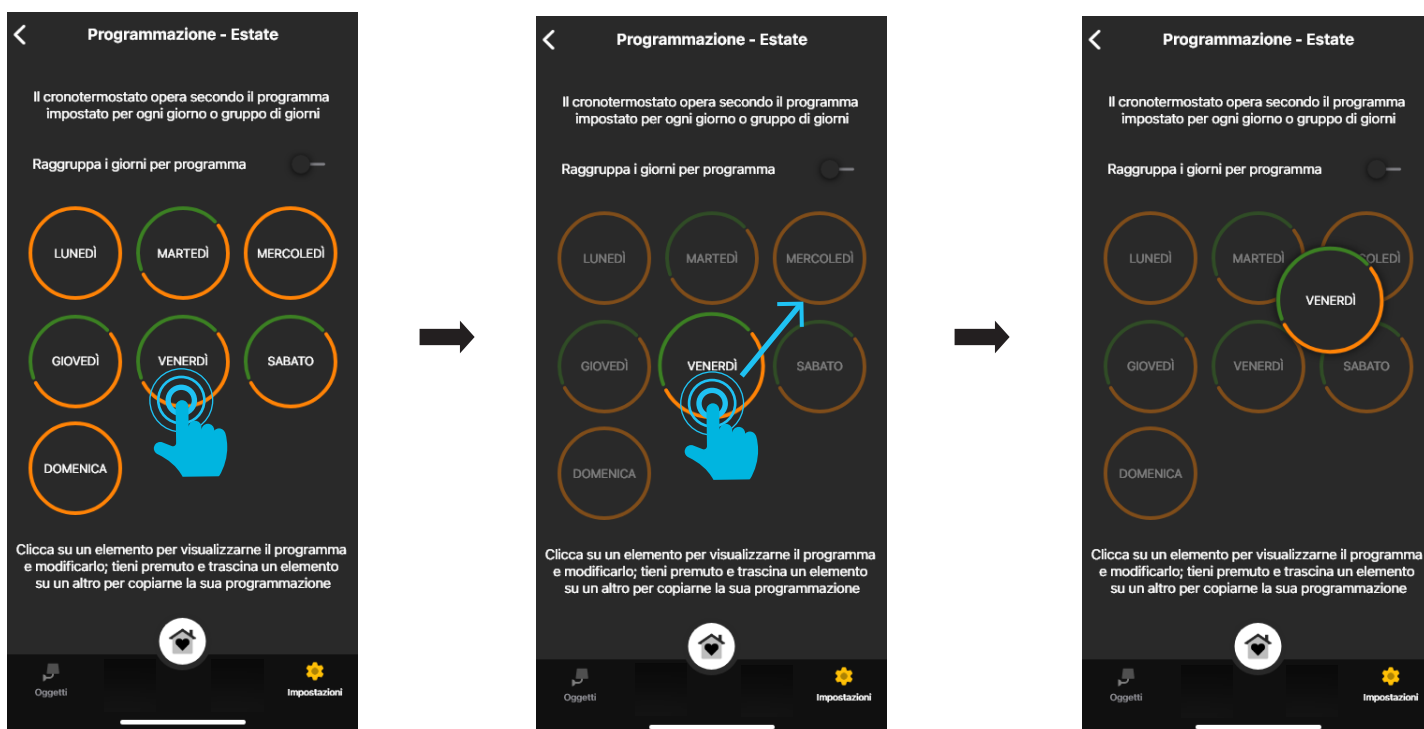 Programmazione - Estate
Il cronotermostato opera secondo il programma
impostato per ogni giorno o gruppo di giorni
Raggruppa i giorni per programma
LUNEDÌ
MARTEDÌ
MERCOLEDÌ
GIOVEDÌ
VENERDÌ
SABATO
DOMENICA
Clicca su un elemento per visualizzarne il programma
e modificarlo; tieni premuto e trascina un elemento
su un altro per copiarne la sua programmazione
Oggetti
Impostazioni
Programmazione - Estate
Il cronotermostato opera secondo il programma
impostato per ogni giorno o gruppo di giorni
Raggruppa i giorni per programma
LUNEDÌ
MARTEDÌ
MERCOLEDÌ
GIOVEDÌ
VENERDÌ
SABATO
DOMENICA
Clicca su un elemento per visualizzarne il programma
e modificarlo; tieni premuto e trascina un elemento
su un altro per copiarne la sua programmazione
Oggetti
Impostazioni
Programmazione - Estate
Il cronotermostato opera secondo il programma
impostato per ogni giorno o gruppo di giorni
Raggruppa i giorni per programma
LUNEDÌ
MARTEDÌ
COLEDÌ
VENERDÌ
GIOVEDÌ
VENERDÌ
SABATO
DOMENICA
Clicca su un elemento per visualizzarne il programma
e modificarlo; tieni premuto e trascina un elemento
su un altro per copiarne la sua programmazione
Oggetti
Impostazioni